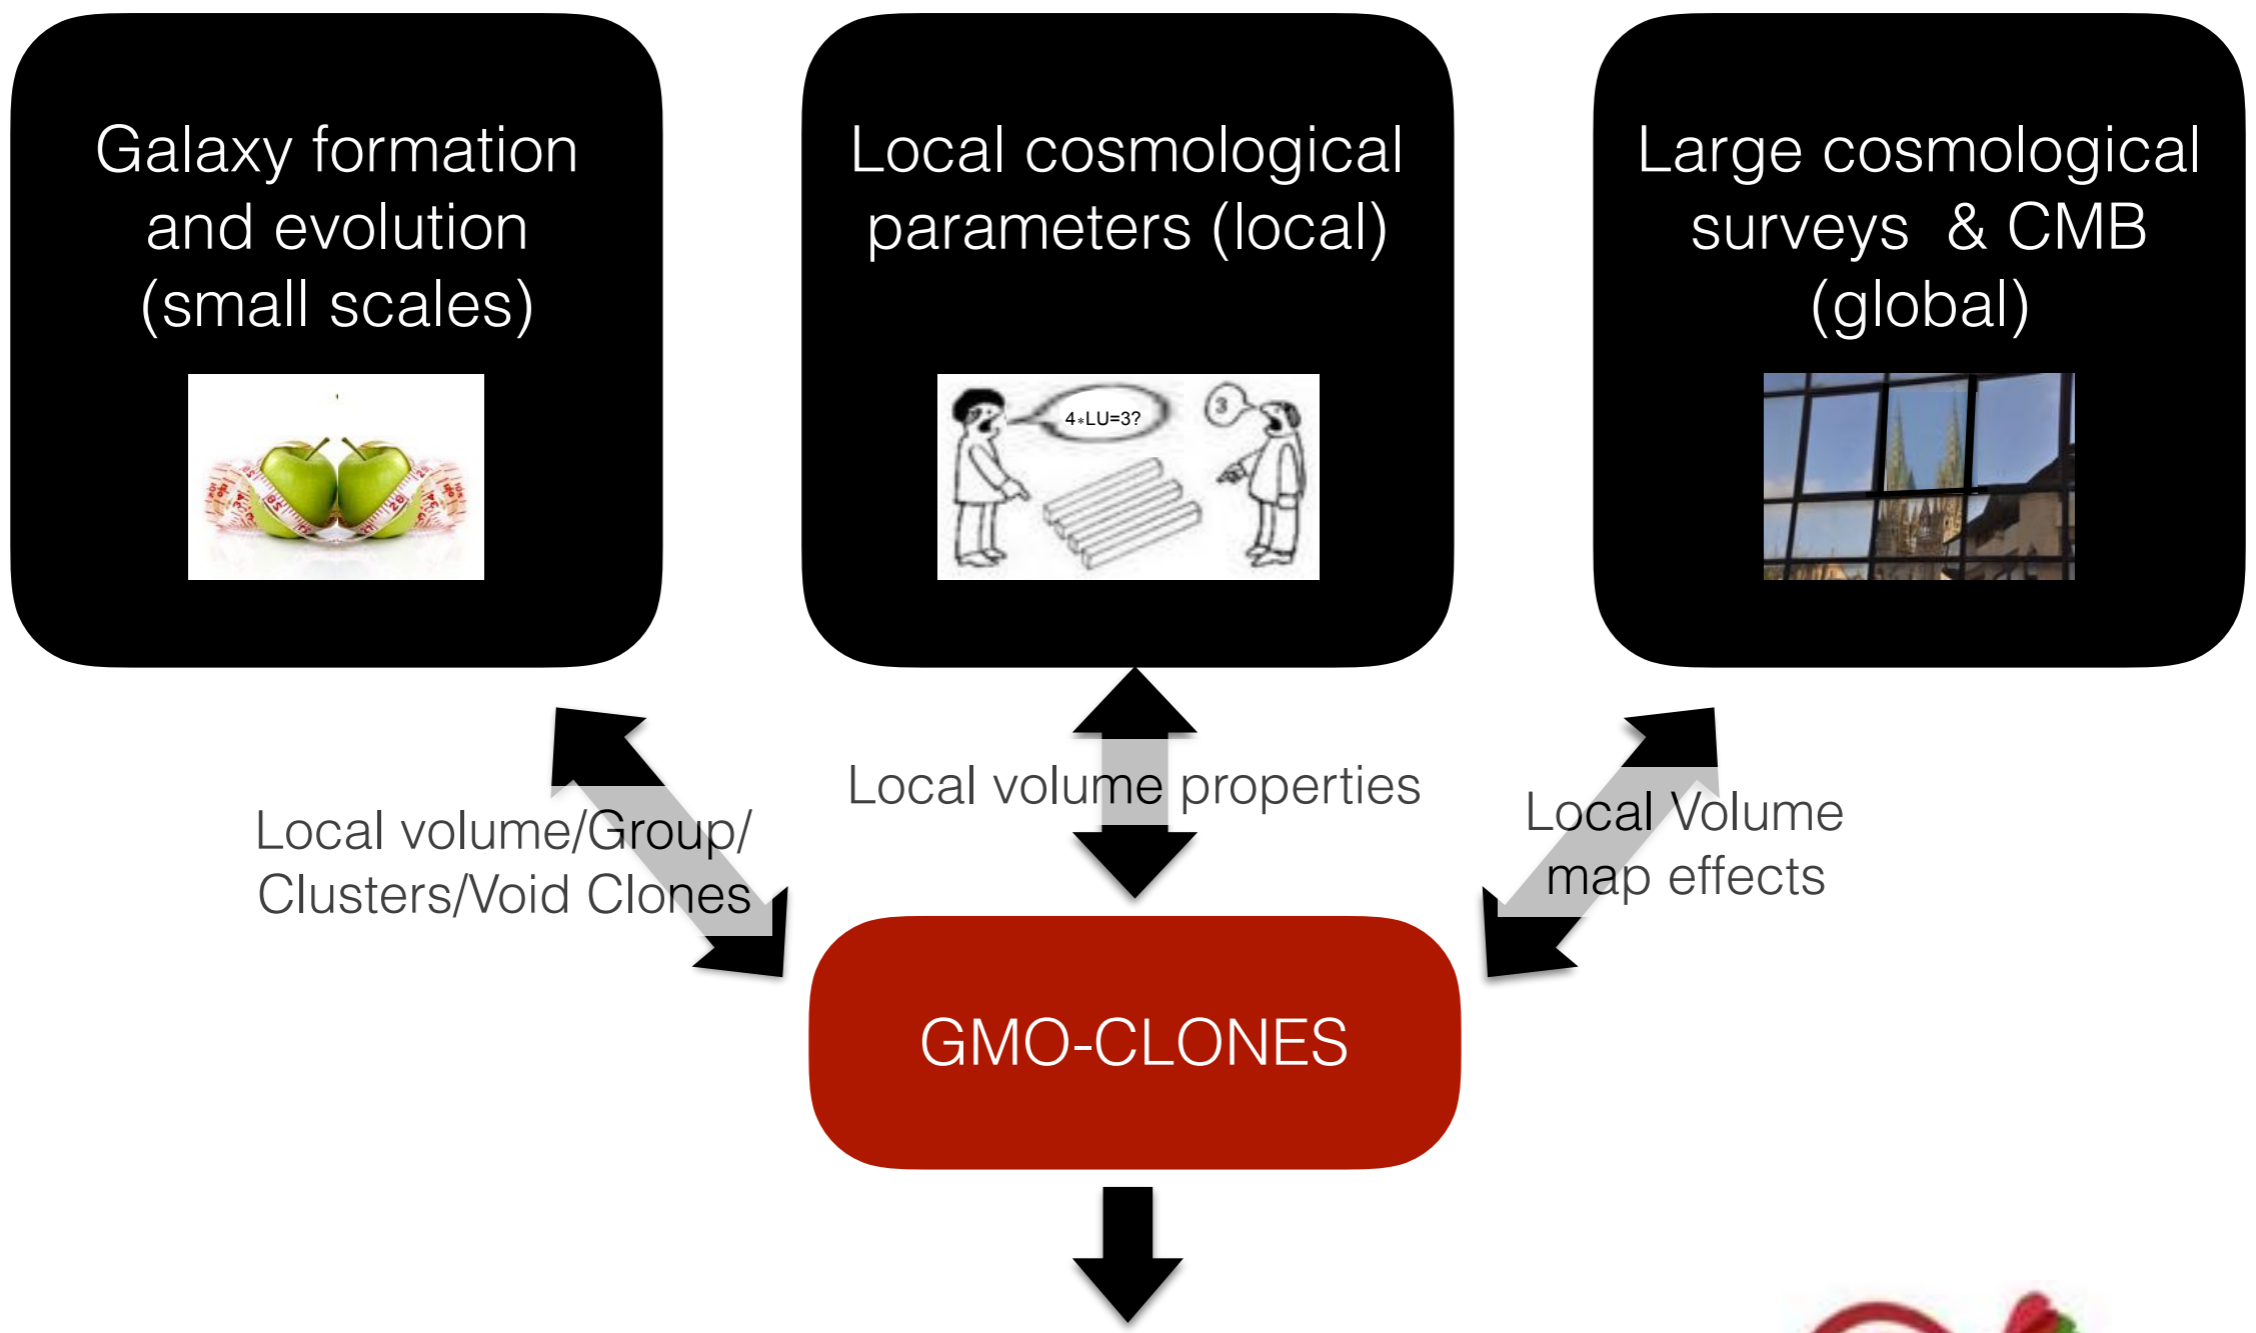 Galaxy formation
and evolution
(small scales)
Local cosmological
parameters (local)
4*LU=3?
3
Large cosmological
surveys & CMB
(global)
Local volume/Group/
Clusters/Void Clones
Local volume properties
Local Volume
map effects
GMO-CLONES